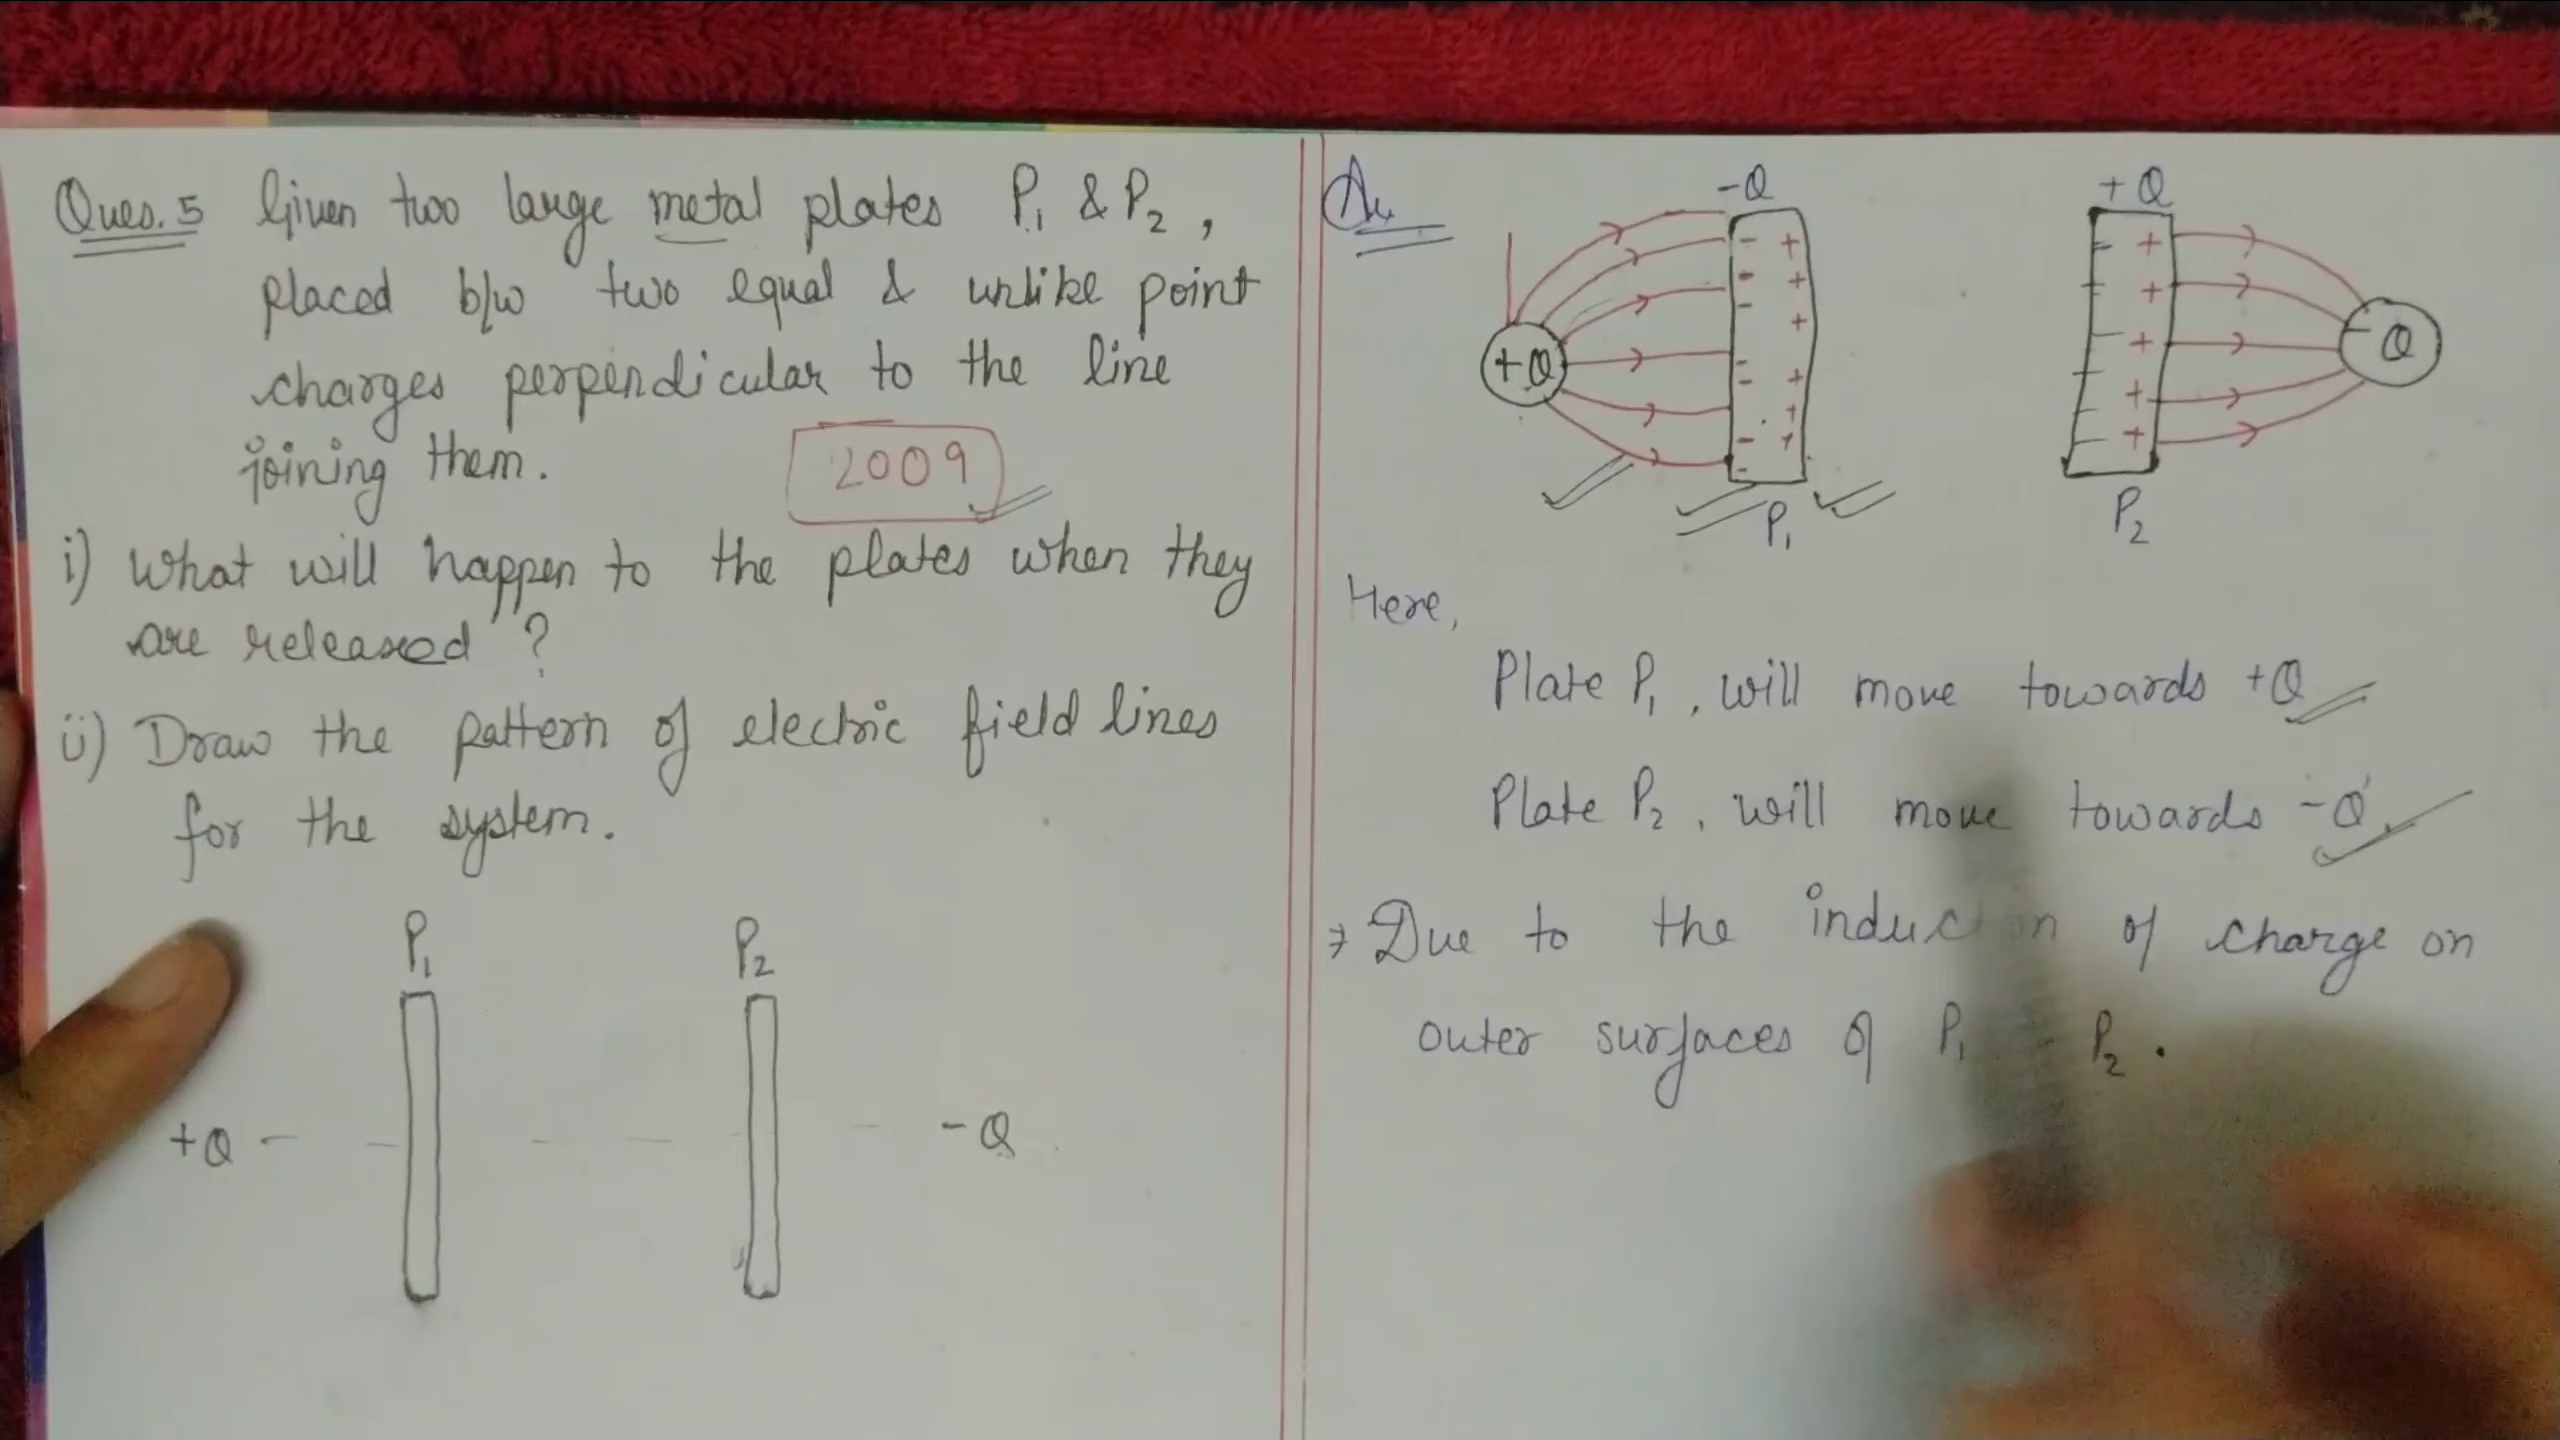 Ques. 5 Given two large metal plates P₁ & P₂,
placed b/w two equal & unlike point
charges perpendicular to the line
joining them.
2009
i) What will happen to the plates when they
are released?
ii) Draw the pattern of electric field lines
for the system.
P₁ P₂
+Q - - - - - -Q
-Q +Q
+Q -Q
P₁ P₂
Here,
Plate P₁, will move towards +Q
Plate P₂, will move towards -Q
Due to the of charge on
outer surfaces of P₁ P₂.